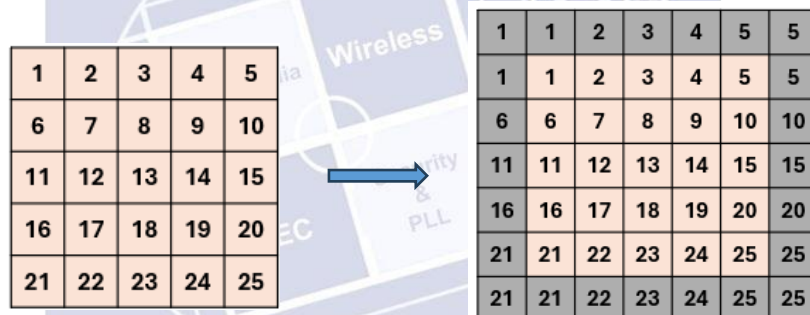 Wireless
ia
urity
&
PLL
EC
1 2 3 4 5
6 7 8 9 10
11 12 13 14 15
16 17 18 19 20
21 22 23 24 25
1 1 2 3 4 5 5
1 1 2 3 4 5 5
6 6 7 8 9 10 10
11 11 12 13 14 15 15
16 16 17 18 19 20 20
21 21 22 23 24 25 25
21 21 22 23 24 25 25